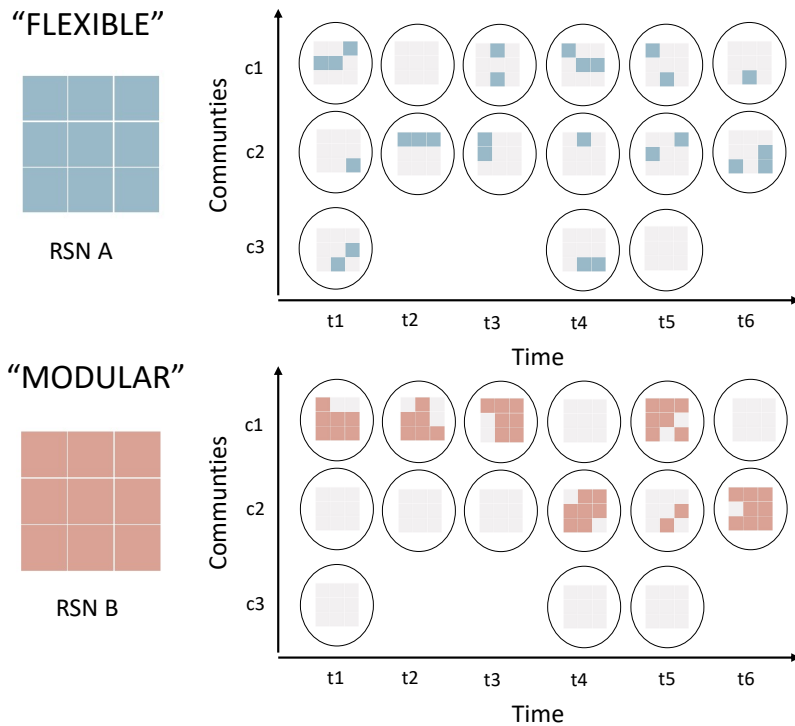 “FLEXIBLE”
RSN A
Communties
c1
c2
c3
t1 t2 t3 t4 t5 t6
Time
“MODULAR”
RSN B
Communties
c1
c2
c3
t1 t2 t3 t4 t5 t6
Time